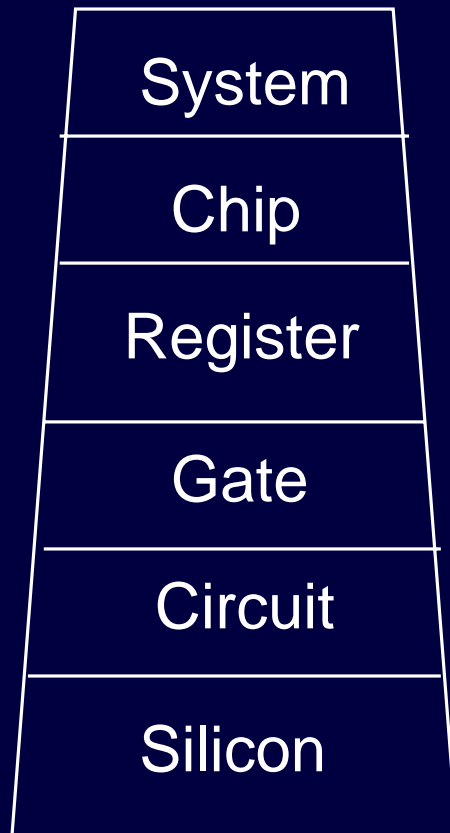 System
Chip
Register
Gate
Circuit
Silicon